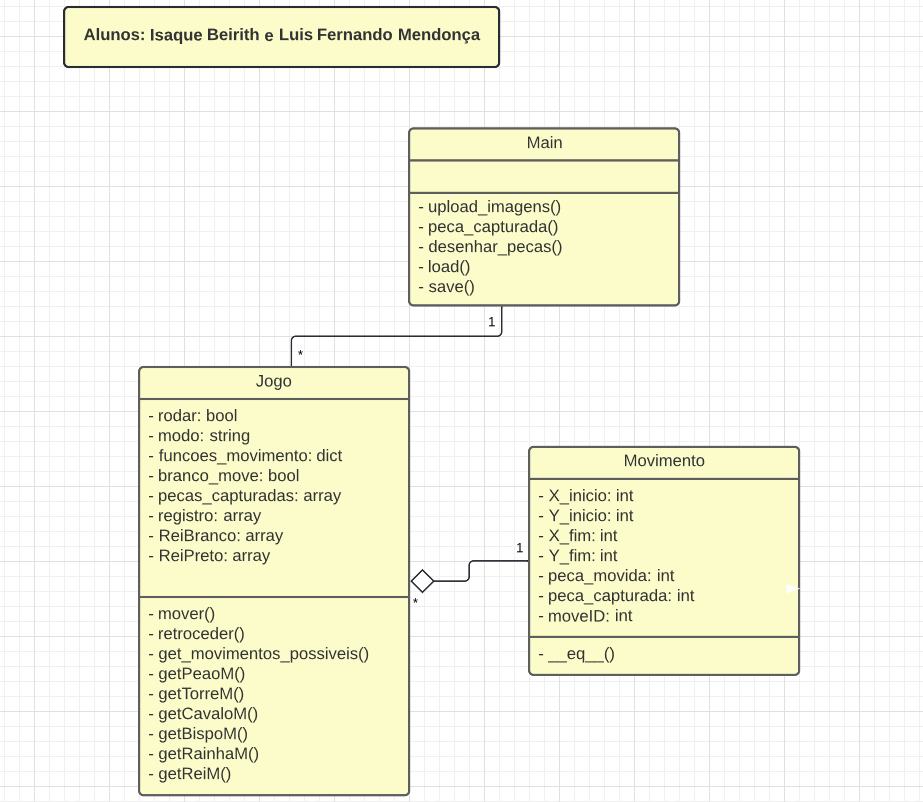 Alunos: Isaque Beirith e Luis Fernando Mendonça
Main
- upload_imagens()
- peca_capturada()
- desenhar_pecas()
- load()
- save()
1
*
Jogo
- rodar: bool
- modo: string
- funcoes_movimento: dict
- branco_move: bool
- pecas_capturadas: array
- registro: array
- ReiBranco: array
- ReiPreto: array
- mover()
- retroceder()
- get_movimentos_possiveis()
- getPeaoM()
- getTorreM()
- getCavaloM()
- getBispoM()
- getRainhaM()
- getReiM()
1
*
Movimento
- X_inicio: int
- Y_inicio: int
- X_fim: int
- Y_fim: int
- peca_movida: int
- peca_capturada: int
- moveID: int
- __eq__()